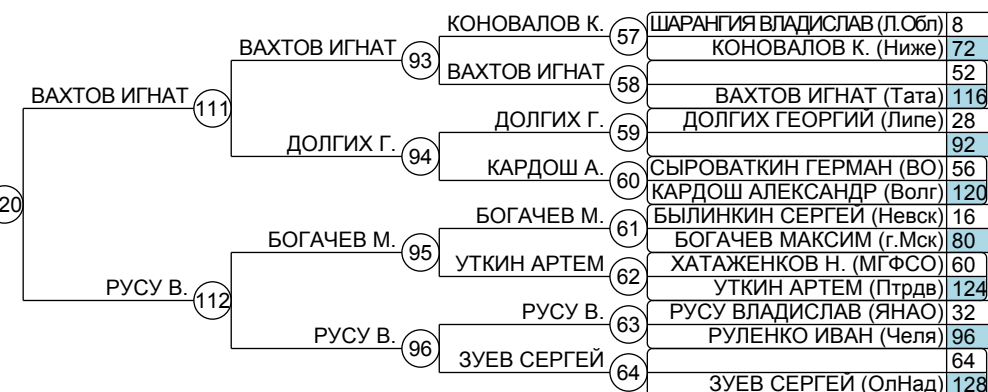 КОНОВАЛОВ К. 57 ШАРАНГИЯ ВЛАДИСЛАВ (Л.Обл) 8
ВАХТОВ ИГНАТ 93 КОНОВАЛОВ К. (Ниже) 72
ВАХТОВ ИГНАТ 58 52
ВАХТОВ ИГНАТ 111 ВАХТОВ ИГНАТ (Тата) 116
ДОЛГИХ Г. 59 ДОЛГИХ ГЕОРГИЙ (Липе) 28
ДОЛГИХ Г. 94 92
КАРДОШ А. 60 СЫРОВАТКИН ГЕРМАН (ВО) 56
20 КАРДОШ АЛЕКСАНДР (Волг) 120
БОГАЧЕВ М. 61 БЫЛИНКИН СЕРГЕЙ (Невск) 16
БОГАЧЕВ М. 95 БОГАЧЕВ МАКСИМ (г.Мск) 80
УТКИН АРТЕМ 62 ХАТАЖЕНКОВ Н. (МГФСО) 60
РУСУ В. 112 УТКИН АРТЕМ (Птрдв) 124
РУСУ В. 63 РУСУ ВЛАДИСЛАВ (ЯНАО) 32
РУСУ В. 96 РУЛЕНКО ИВАН (Челя) 96
ЗУЕВ СЕРГЕЙ 64 64
ЗУЕВ СЕРГЕЙ (ОлНад) 128